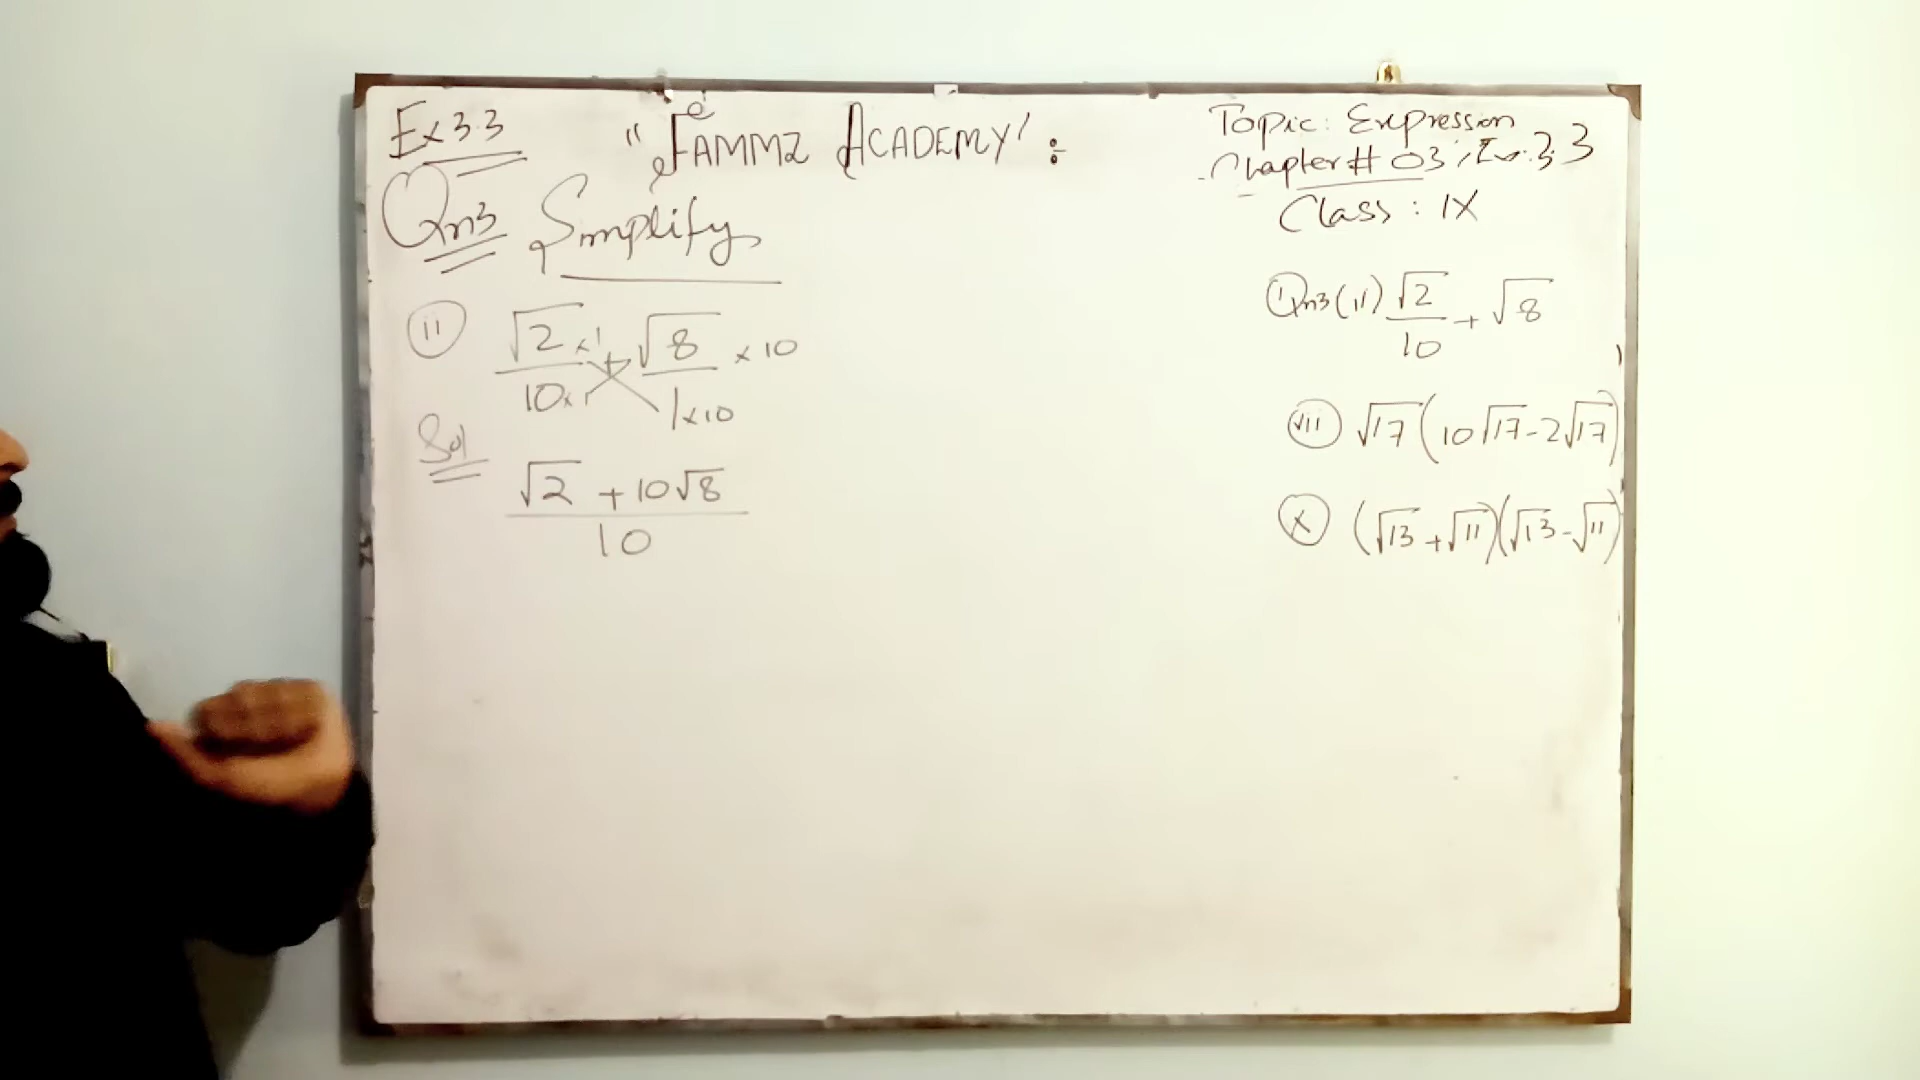 Ex 3.3
"FAMMZ ACADEMY" :
Topic: Expression
Chapter # 03, Ex. 3.3
Class : IX
Qn3 Simplify
(ii) √2 ×1 / 10 ×1 + √8 × 10 / 1 × 10
Sol
√2 + 10√8 / 10
Qn3 (ii) √2 / 10 + √8
(vii) √17 (10√17 - 2√17)
(x) (√13 + √11)(√13 - √11)